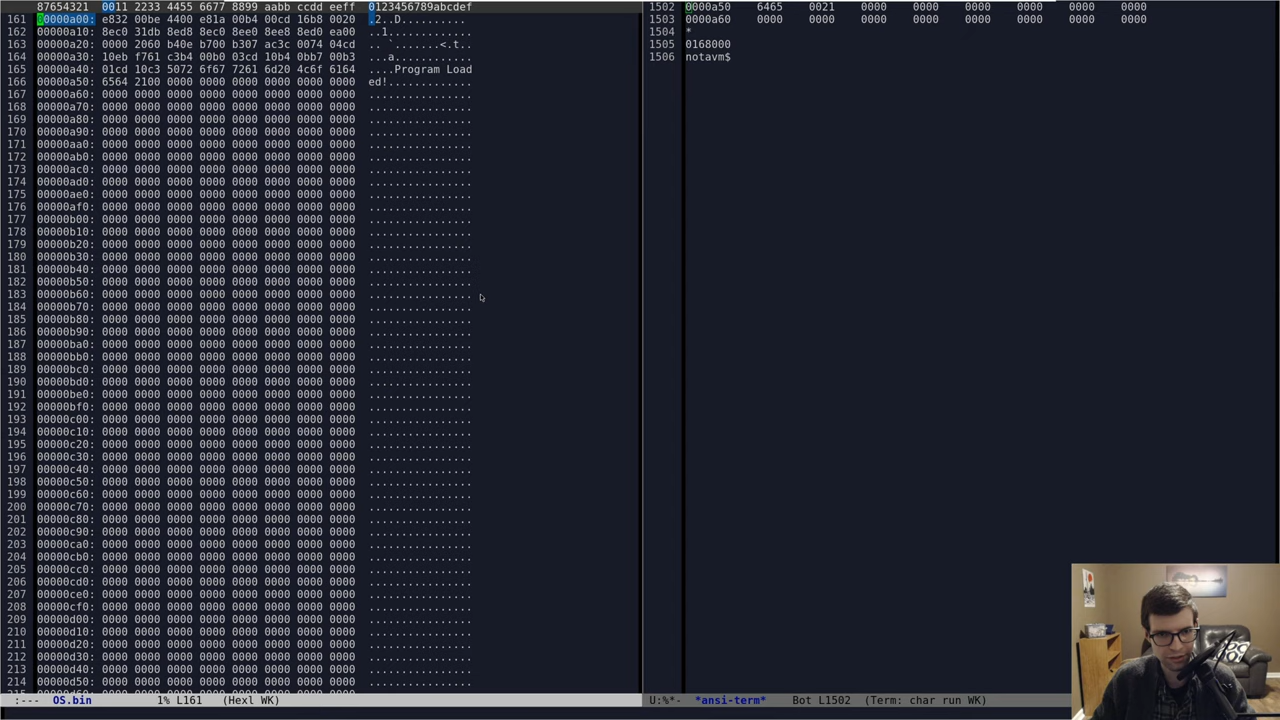 87654321 0011 2233 4455 6677 8899 aabb ccdd eeff 0123456789abcdef
161 00000a00: e832 00be 4400 e81a 00b4 00cd 16b8 0020 .2..D..........
162 00000a10: 8ec0 31db 8ed8 8ec0 8ee0 8ee8 8ed0 ea00 ..1.............
163 00000a20: 0000 2060 b40e b700 b307 ac3c 0074 04cd .. `.......<.t..
164 00000a30: 10eb f761 c3b4 00b0 03cd 10b4 0bb7 00b3 ...a............
165 00000a40: 01cd 10c3 5072 6f67 7261 6d20 4c6f 6164 ....Program Load
166 00000a50: 6564 2100 0000 0000 0000 0000 0000 0000 ed!.............
167 00000a60: 0000 0000 0000 0000 0000 0000 0000 0000 ................
168 00000a70: 0000 0000 0000 0000 0000 0000 0000 0000 ................
169 00000a80: 0000 0000 0000 0000 0000 0000 0000 0000 ................
170 00000a90: 0000 0000 0000 0000 0000 0000 0000 0000 ................
171 00000aa0: 0000 0000 0000 0000 0000 0000 0000 0000 ................
172 00000ab0: 0000 0000 0000 0000 0000 0000 0000 0000 ................
173 00000ac0: 0000 0000 0000 0000 0000 0000 0000 0000 ................
174 00000ad0: 0000 0000 0000 0000 0000 0000 0000 0000 ................
175 00000ae0: 0000 0000 0000 0000 0000 0000 0000 0000 ................
176 00000af0: 0000 0000 0000 0000 0000 0000 0000 0000 ................
177 00000b00: 0000 0000 0000 0000 0000 0000 0000 0000 ................
178 00000b10: 0000 0000 0000 0000 0000 0000 0000 0000 ................
179 00000b20: 0000 0000 0000 0000 0000 0000 0000 0000 ................
180 00000b30: 0000 0000 0000 0000 0000 0000 0000 0000 ................
181 00000b40: 0000 0000 0000 0000 0000 0000 0000 0000 ................
182 00000b50: 0000 0000 0000 0000 0000 0000 0000 0000 ................
183 00000b60: 0000 0000 0000 0000 0000 0000 0000 0000 ................
184 00000b70: 0000 0000 0000 0000 0000 0000 0000 0000 ................
185 00000b80: 0000 0000 0000 0000 0000 0000 0000 0000 ................
186 00000b90: 0000 0000 0000 0000 0000 0000 0000 0000 ................
187 00000ba0: 0000 0000 0000 0000 0000 0000 0000 0000 ................
188 00000bb0: 0000 0000 0000 0000 0000 0000 0000 0000 ................
189 00000bc0: 0000 0000 0000 0000 0000 0000 0000 0000 ................
190 00000bd0: 0000 0000 0000 0000 0000 0000 0000 0000 ................
191 00000be0: 0000 0000 0000 0000 0000 0000 0000 0000 ................
192 00000bf0: 0000 0000 0000 0000 0000 0000 0000 0000 ................
193 00000c00: 0000 0000 0000 0000 0000 0000 0000 0000 ................
194 00000c10: 0000 0000 0000 0000 0000 0000 0000 0000 ................
195 00000c20: 0000 0000 0000 0000 0000 0000 0000 0000 ................
196 00000c30: 0000 0000 0000 0000 0000 0000 0000 0000 ................
197 00000c40: 0000 0000 0000 0000 0000 0000 0000 0000 ................
198 00000c50: 0000 0000 0000 0000 0000 0000 0000 0000 ................
199 00000c60: 0000 0000 0000 0000 0000 0000 0000 0000 ................
200 00000c70: 0000 0000 0000 0000 0000 0000 0000 0000 ................
201 00000c80: 0000 0000 0000 0000 0000 0000 0000 0000 ................
202 00000c90: 0000 0000 0000 0000 0000 0000 0000 0000 ................
203 00000ca0: 0000 0000 0000 0000 0000 0000 0000 0000 ................
204 00000cb0: 0000 0000 0000 0000 0000 0000 0000 0000 ................
205 00000cc0: 0000 0000 0000 0000 0000 0000 0000 0000 ................
206 00000cd0: 0000 0000 0000 0000 0000 0000 0000 0000 ................
207 00000ce0: 0000 0000 0000 0000 0000 0000 0000 0000 ................
208 00000cf0: 0000 0000 0000 0000 0000 0000 0000 0000 ................
209 00000d00: 0000 0000 0000 0000 0000 0000 0000 0000 ................
210 00000d10: 0000 0000 0000 0000 0000 0000 0000 0000 ................
211 00000d20: 0000 0000 0000 0000 0000 0000 0000 0000 ................
212 00000d30: 0000 0000 0000 0000 0000 0000 0000 0000 ................
213 00000d40: 0000 0000 0000 0000 0000 0000 0000 0000 ................
214 00000d50: 0000 0000 0000 0000 0000 0000 0000 0000 ................
:--- OS.bin 1% L161 (Hexl WK)
1502 0000a50 6465 0021 0000 0000 0000 0000 0000 0000
1503 0000a60 0000 0000 0000 0000 0000 0000 0000 0000
1504 *
1505 0168000
1506 notavm$
U:%*- *ansi-term* Bot L1502 (Term: char run WK)